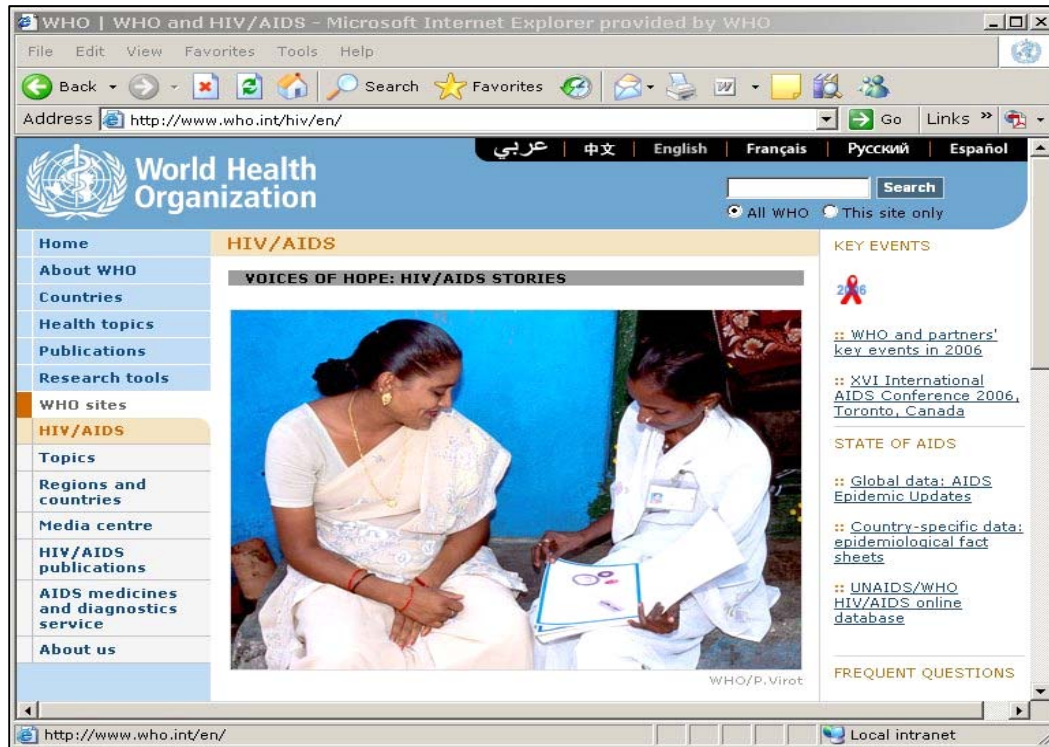 WHO | WHO and HIV/AIDS - Microsoft Internet Explorer provided by WHO
File Edit View Favorites Tools Help
Back Search Favorites
Address http://www.who.int/hiv/en/ Go Links »
عربي | 中文 | English | Français | Русский | Español
World Health
Organization
Search
All WHO This site only
Home
About WHO
Countries
Health topics
Publications
Research tools
WHO sites
HIV/AIDS
Topics
Regions and
countries
Media centre
HIV/AIDS
publications
AIDS medicines
and diagnostics
service
About us
HIV/AIDS
VOICES OF HOPE: HIV/AIDS STORIES
WHO/P.Virot
KEY EVENTS
2006
:: WHO and partners'
key events in 2006
:: XVI International
AIDS Conference 2006,
Toronto, Canada
STATE OF AIDS
:: Global data: AIDS
Epidemic Updates
:: Country-specific data:
epidemiological fact
sheets
:: UNAIDS/WHO
HIV/AIDS online
database
FREQUENT QUESTIONS
http://www.who.int/en/ Local intranet